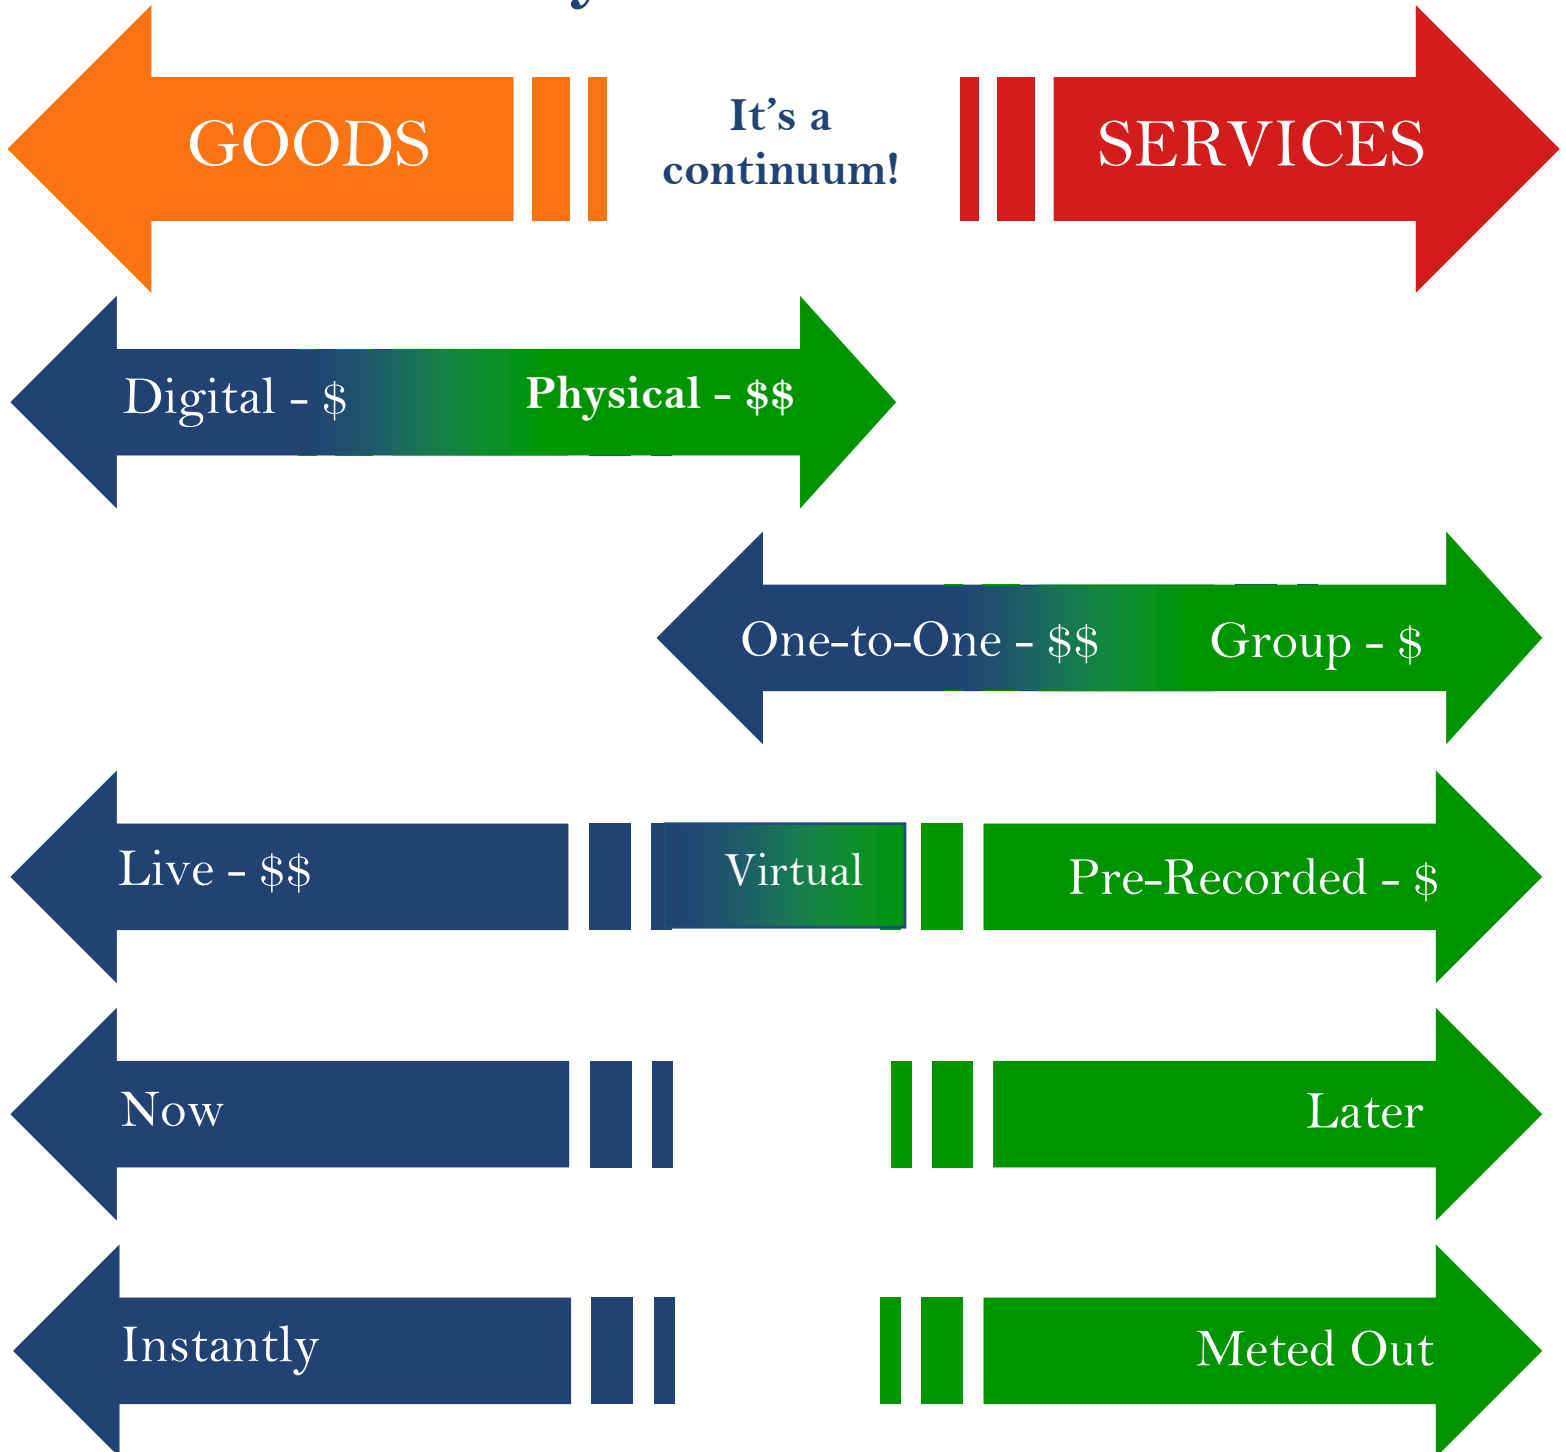 GOODS
It’s a
continuum!
SERVICES
Digital - $
Physical - $$
One-to-One - $$
Group - $
Live - $$
Virtual
Pre-Recorded - $
Now
Later
Instantly
Meted Out